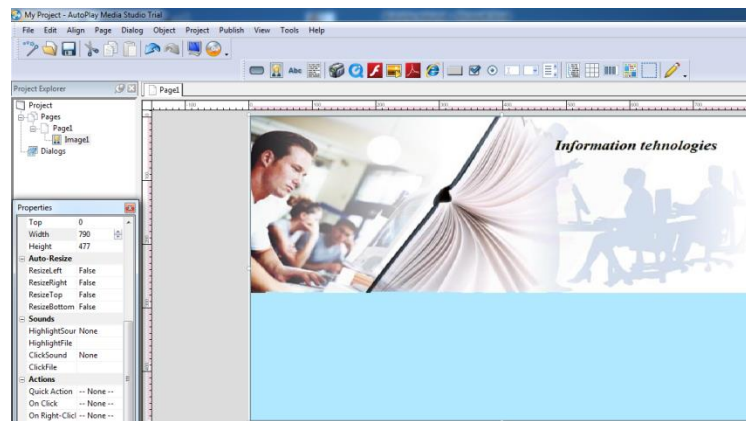 My Project - AutoPlay Media Studio Trial
File Edit Align Page Dialog Object Project Publish View Tools Help
Abc
Project Explorer
Page1
Project
Pages
Page1
Image1
Dialogs
Information tehnologies
Properties
Top 0
Width 790
Height 477
Auto-Resize
ResizeLeft False
ResizeRight False
ResizeTop False
ResizeBottom False
Sounds
HighlightSour None
HighlightFile
ClickSound None
ClickFile
Actions
Quick Action -- None --
On Click -- None --
On Right-Clicl -- None --